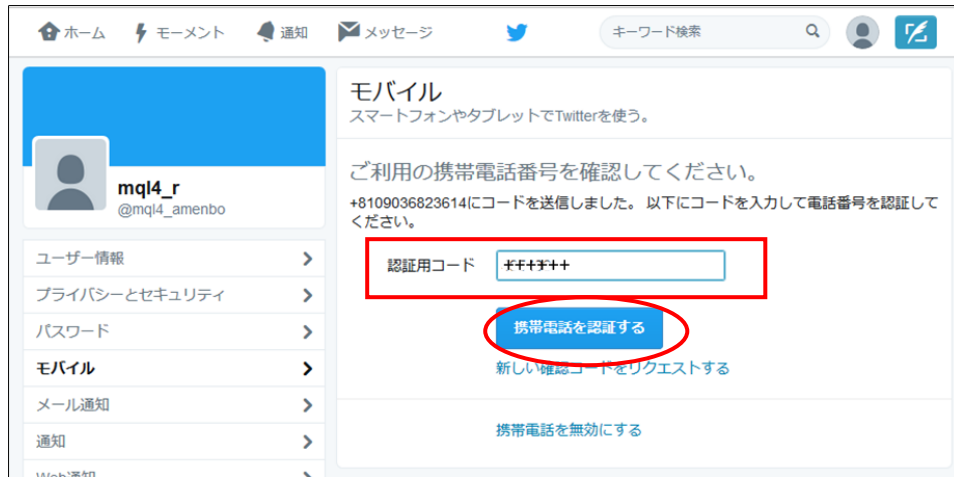 ホーム モーメント 通知 メッセージ キーワード検索
モバイル
スマートフォンやタブレットでTwitterを使う。
mql4_r
@mql4_amenbo
ユーザー情報
プライバシーとセキュリティ
パスワード
モバイル
メール通知
通知
Web通知
ご利用の携帯電話番号を確認してください。
+8109036823614にコードを送信しました。 以下にコードを入力して電話番号を認証して
ください。
認証用コード
携帯電話を認証する
新しい確認コードをリクエストする
携帯電話を無効にする